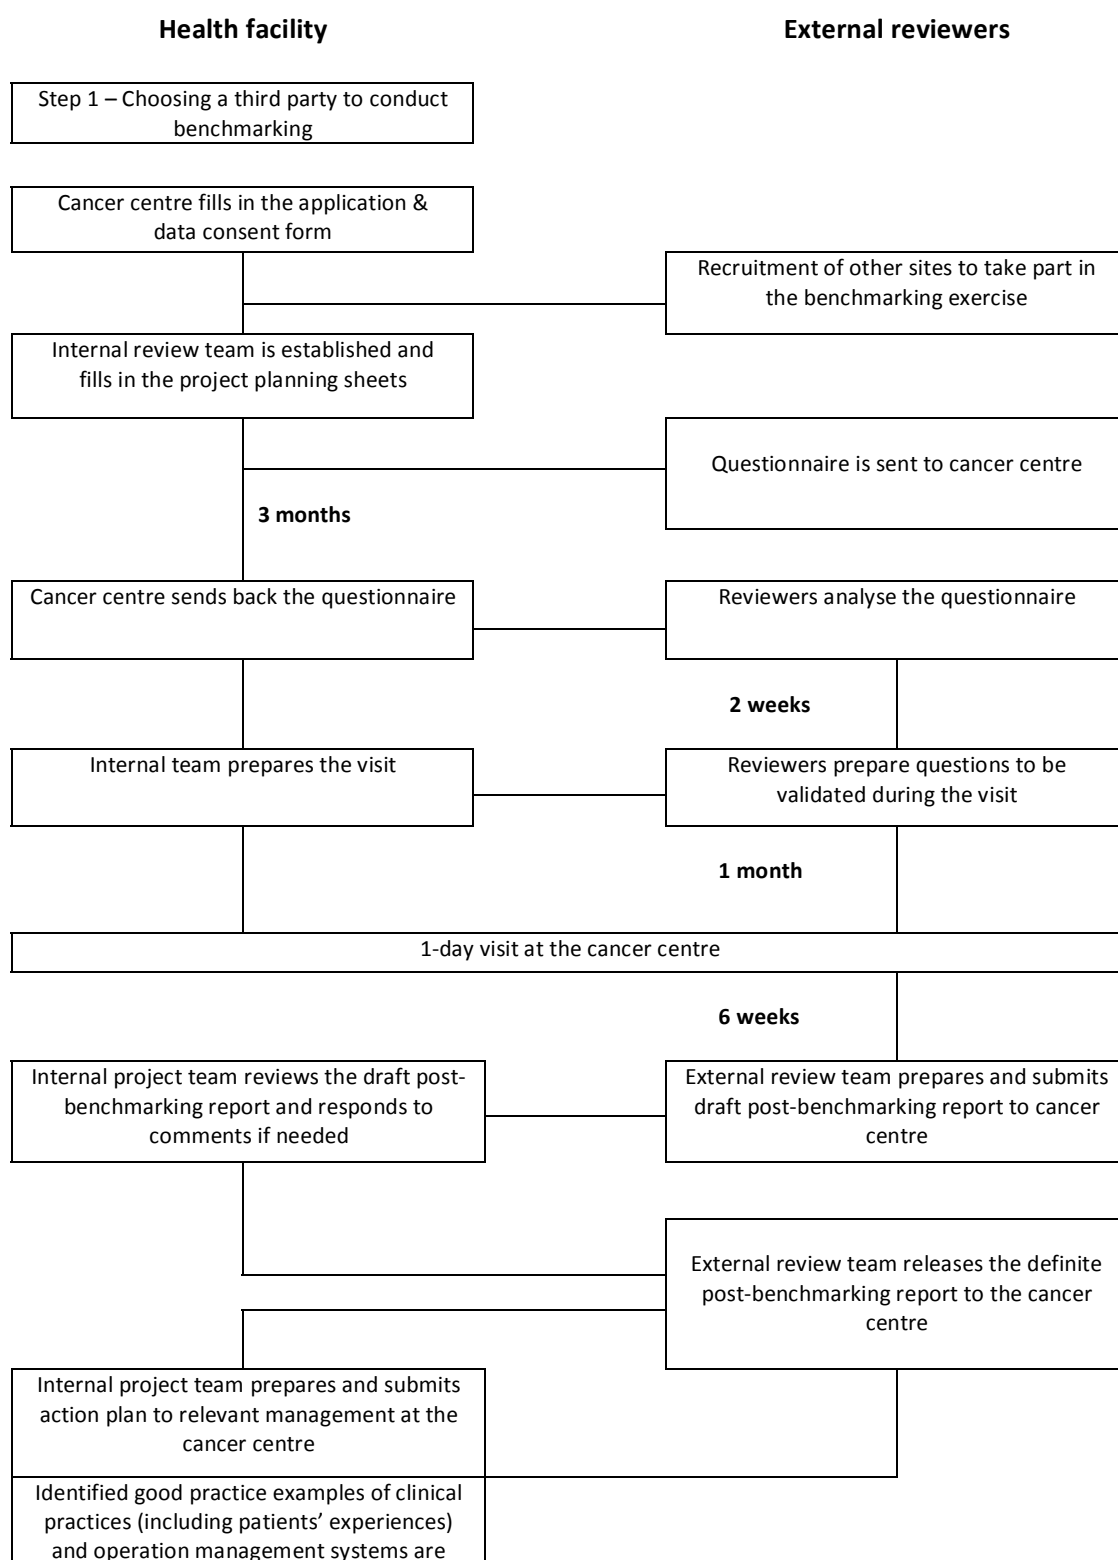 Health facility
External reviewers
Step 1 – Choosing a third party to conduct
benchmarking
Cancer centre fills in the application &
data consent form
Recruitment of other sites to take part in
the benchmarking exercise
Internal review team is established and
fills in the project planning sheets
Questionnaire is sent to cancer centre
3 months
Cancer centre sends back the questionnaire
Reviewers analyse the questionnaire
2 weeks
Internal team prepares the visit
Reviewers prepare questions to be
validated during the visit
1 month
1-day visit at the cancer centre
6 weeks
Internal project team reviews the draft post-
benchmarking report and responds to
comments if needed
External review team prepares and submits
draft post-benchmarking report to cancer
centre
External review team releases the definite
post-benchmarking report to the cancer
centre
Internal project team prepares and submits
action plan to relevant management at the
cancer centre
Identified good practice examples of clinical
practices (including patients’ experiences)
and operation management systems are